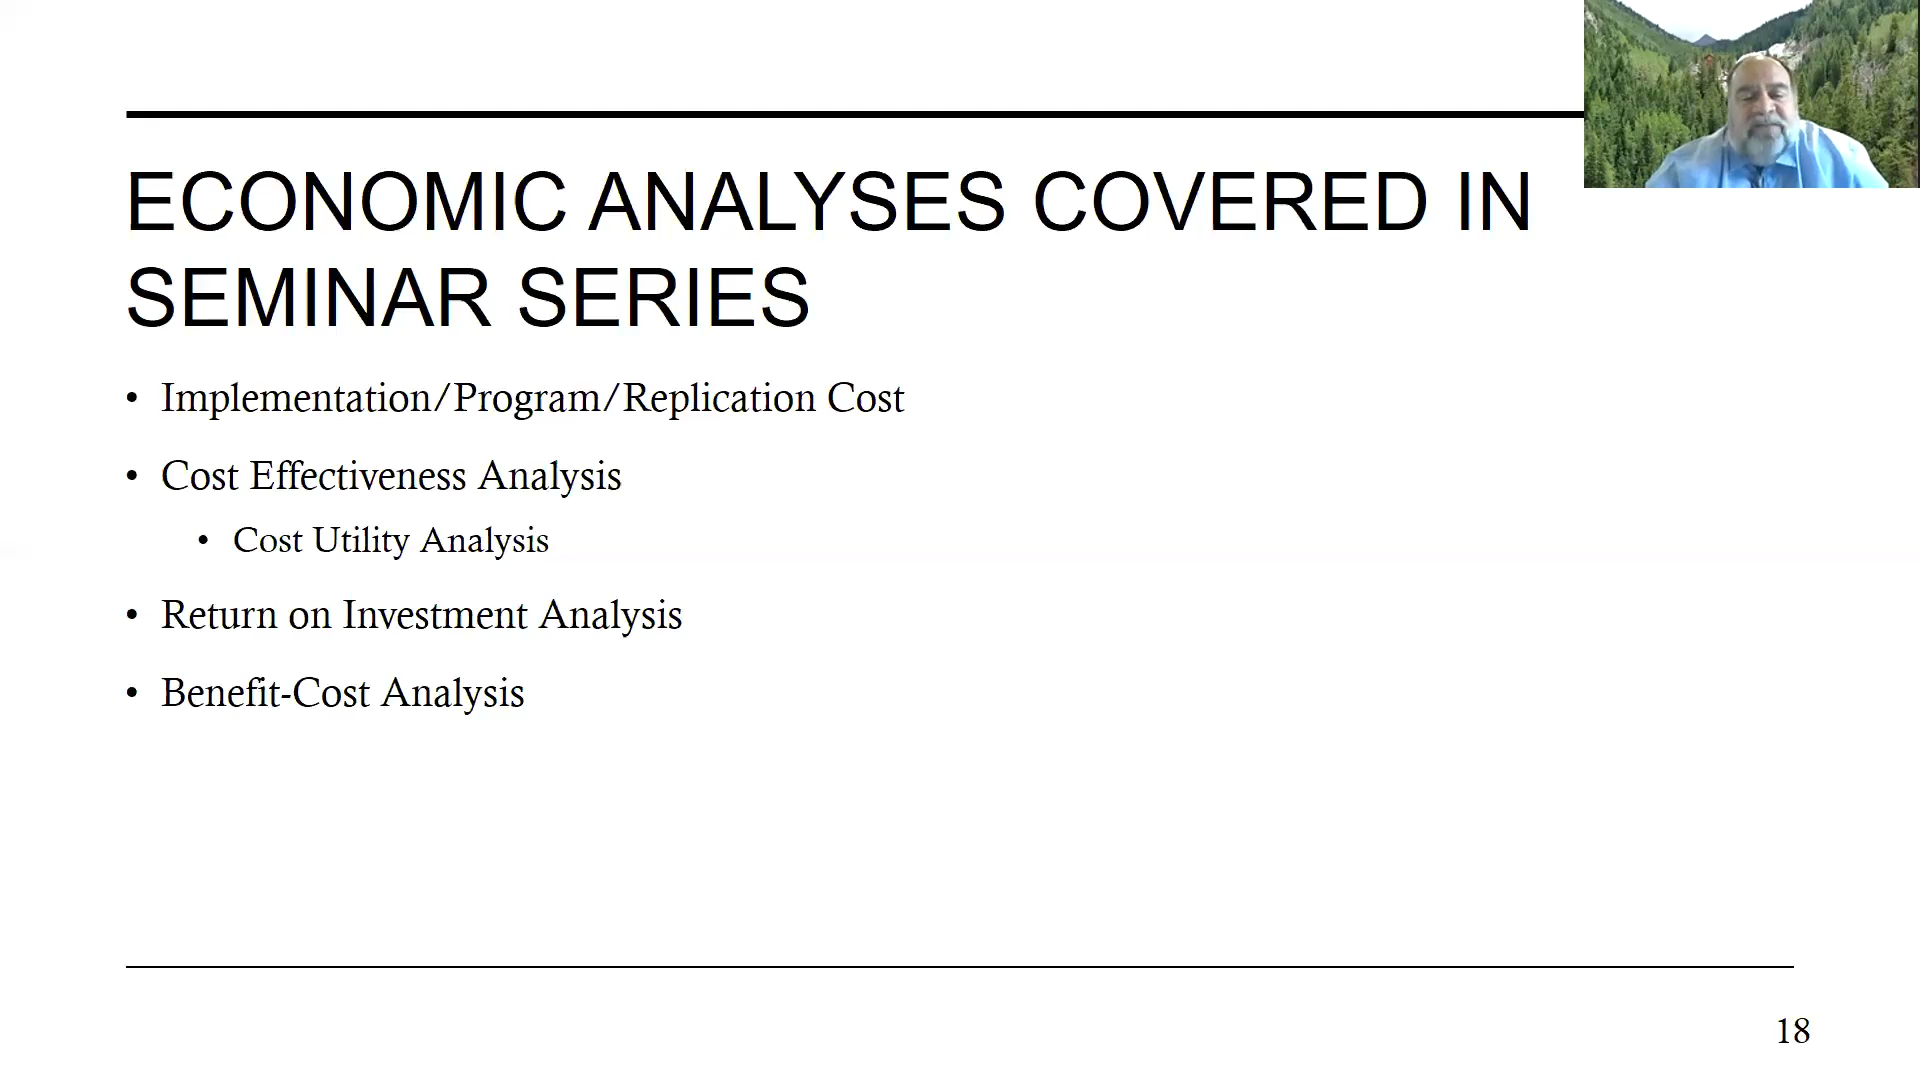 ECONOMIC ANALYSES COVERED IN
SEMINAR SERIES
• Implementation/Program/Replication Cost
• Cost Effectiveness Analysis
• Cost Utility Analysis
• Return on Investment Analysis
• Benefit-Cost Analysis
18